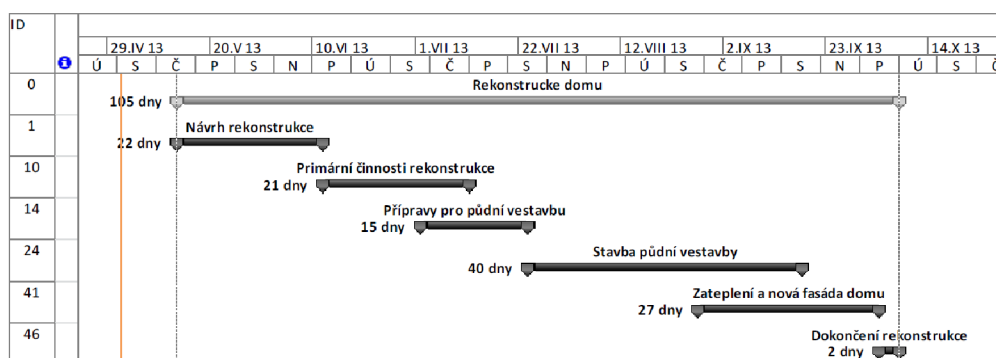 ID
29.IV 13 20.V 13 10.VI 13 1.VII 13 22.VII 13 12.VIII 13 2.IX 13 23.IX 13 14.X 13
Ú S Č P S N P Ú S Č P S N P Ú S Č P S N P Ú S Č
0 Rekonstrucke domu
105 dny
1 Návrh rekonstrukce
22 dny
10 Primární činnosti rekonstrukce
21 dny
14 Přípravy pro půdní vestavbu
15 dny
24 Stavba půdní vestavby
40 dny
41 Zateplení a nová fasáda domu
27 dny
46 Dokončení rekonstrukce
2 dny